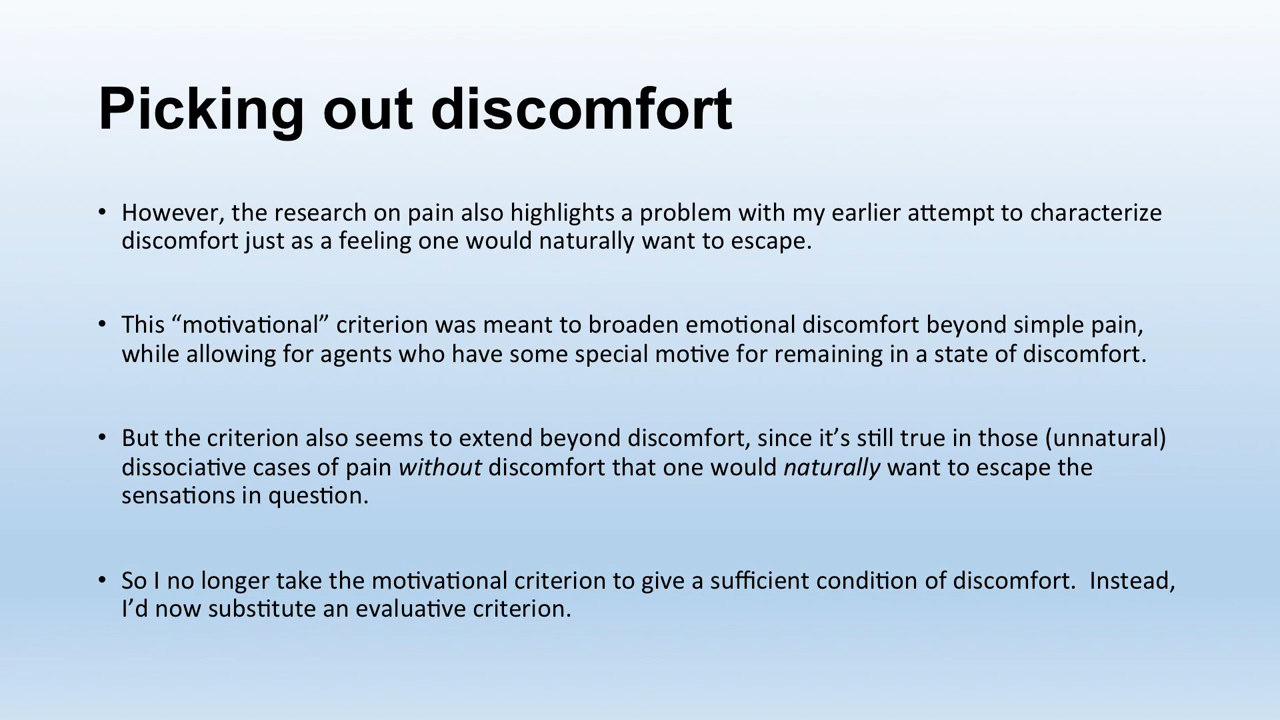 Picking out discomfort
• However, the research on pain also highlights a problem with my earlier attempt to characterize
discomfort just as a feeling one would naturally want to escape.
• This “motivational” criterion was meant to broaden emotional discomfort beyond simple pain,
while allowing for agents who have some special motive for remaining in a state of discomfort.
• But the criterion also seems to extend beyond discomfort, since it’s still true in those (unnatural)
dissociative cases of pain without discomfort that one would naturally want to escape the
sensations in question.
• So I no longer take the motivational criterion to give a sufficient condition of discomfort.  Instead,
I’d now substitute an evaluative criterion.